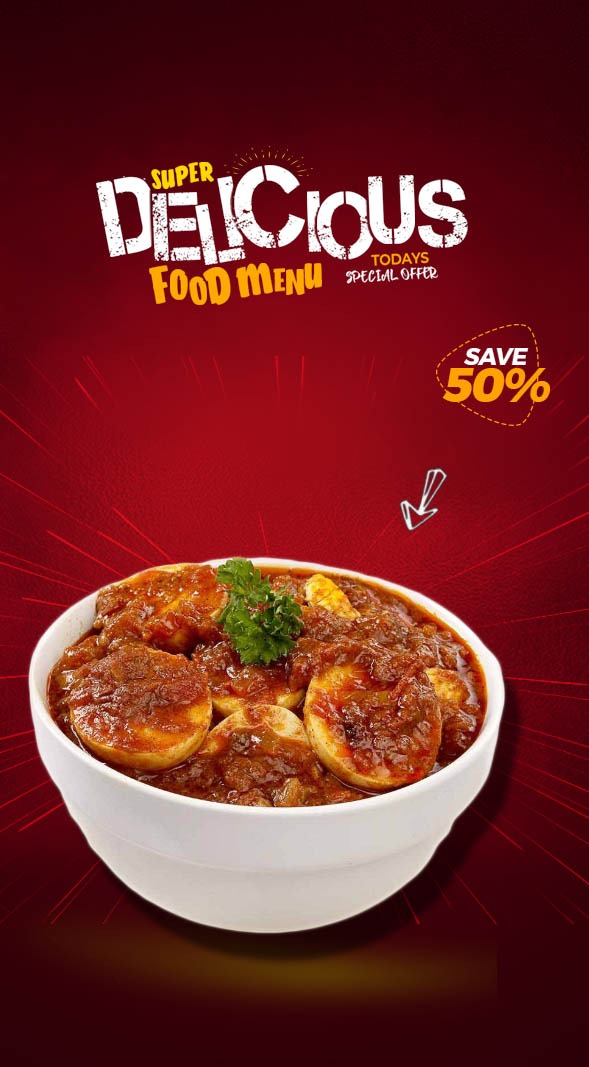 SUPER
DELICIOUS
FOOD MENU
TODAYS
SPECIAL OFFER
SAVE
50%